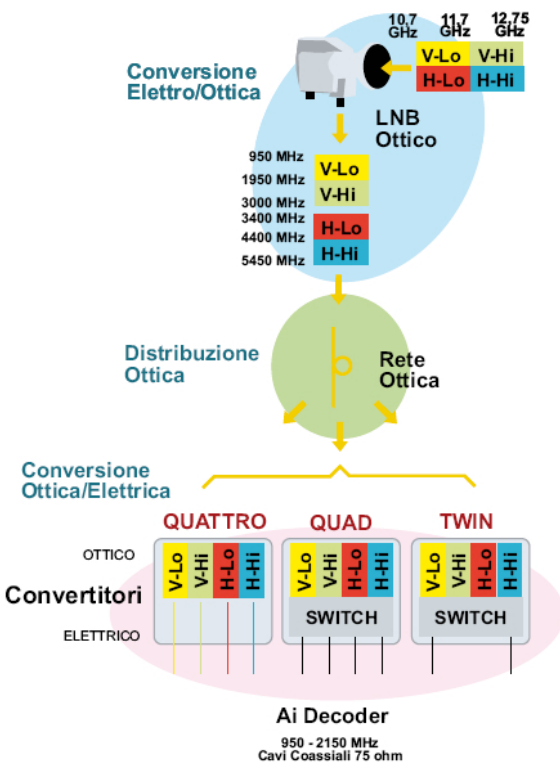 10,7 GHz
11,7 GHz
12,75 GHz
V-Lo V-Hi
H-Lo H-Hi
Conversione
Elettro/Ottica
LNB
Ottico
950 MHz
V-Lo
1950 MHz
V-Hi
3000 MHz
3400 MHz
H-Lo
4400 MHz
H-Hi
5450 MHz
Distribuzione
Ottica
Rete
Ottica
Conversione
Ottica/Elettrica
QUATTRO QUAD TWIN
OTTICO
V-Lo V-Hi H-Lo H-Hi
V-Lo V-Hi H-Lo H-Hi
V-Lo V-Hi H-Lo H-Hi
Convertitori
SWITCH SWITCH
ELETTRICO
Ai Decoder
950 - 2150 MHz
Cavi Coassiali 75 ohm